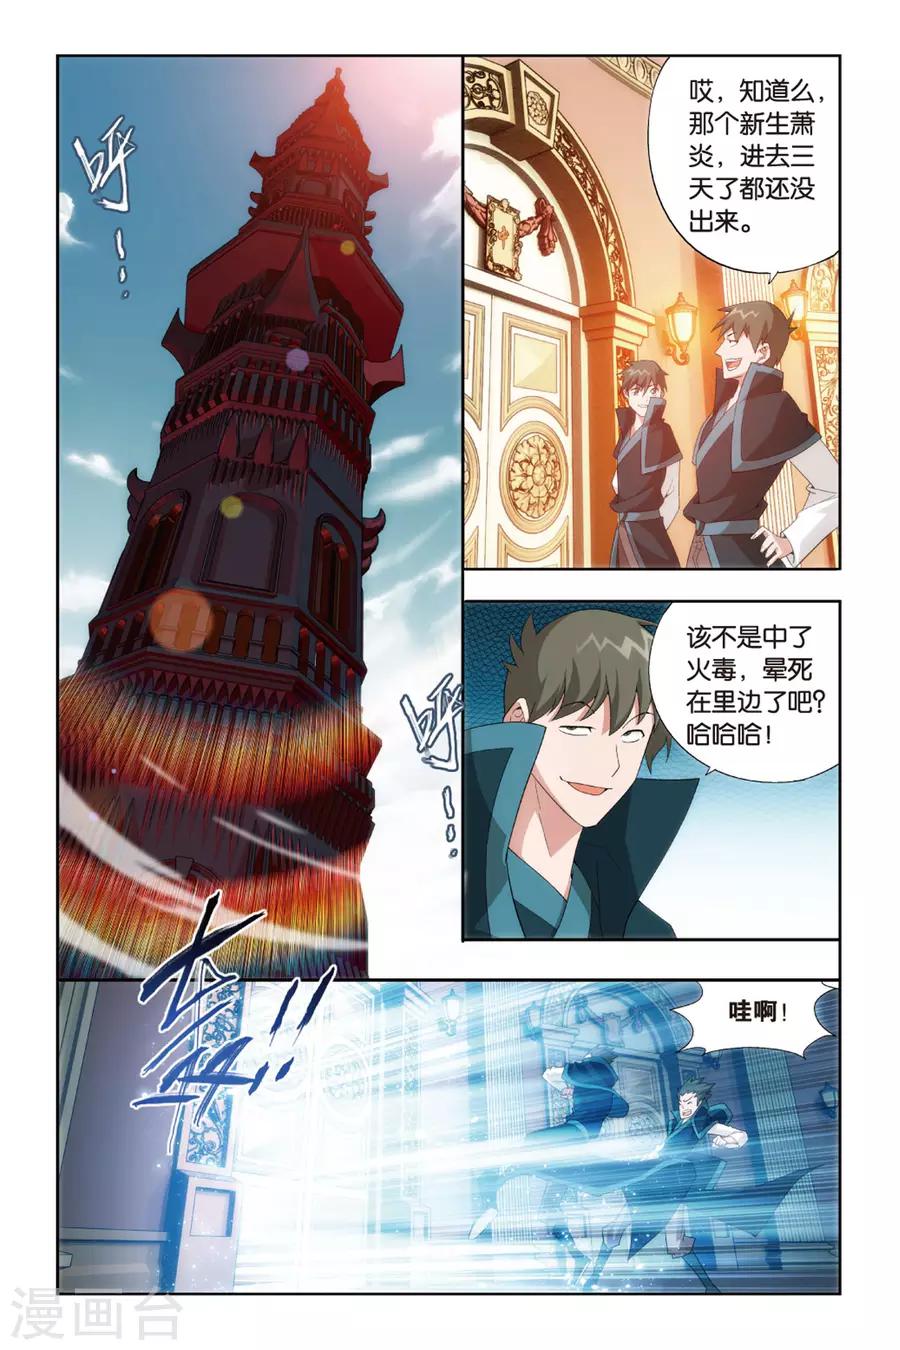 呼…
哎，知道么，
那个新生萧
炎，进去三
天了都还没
出来。
呼…
该不是中了
火毒，晕死
在里边了吧？
哈哈哈！
哇啊！
漫画台